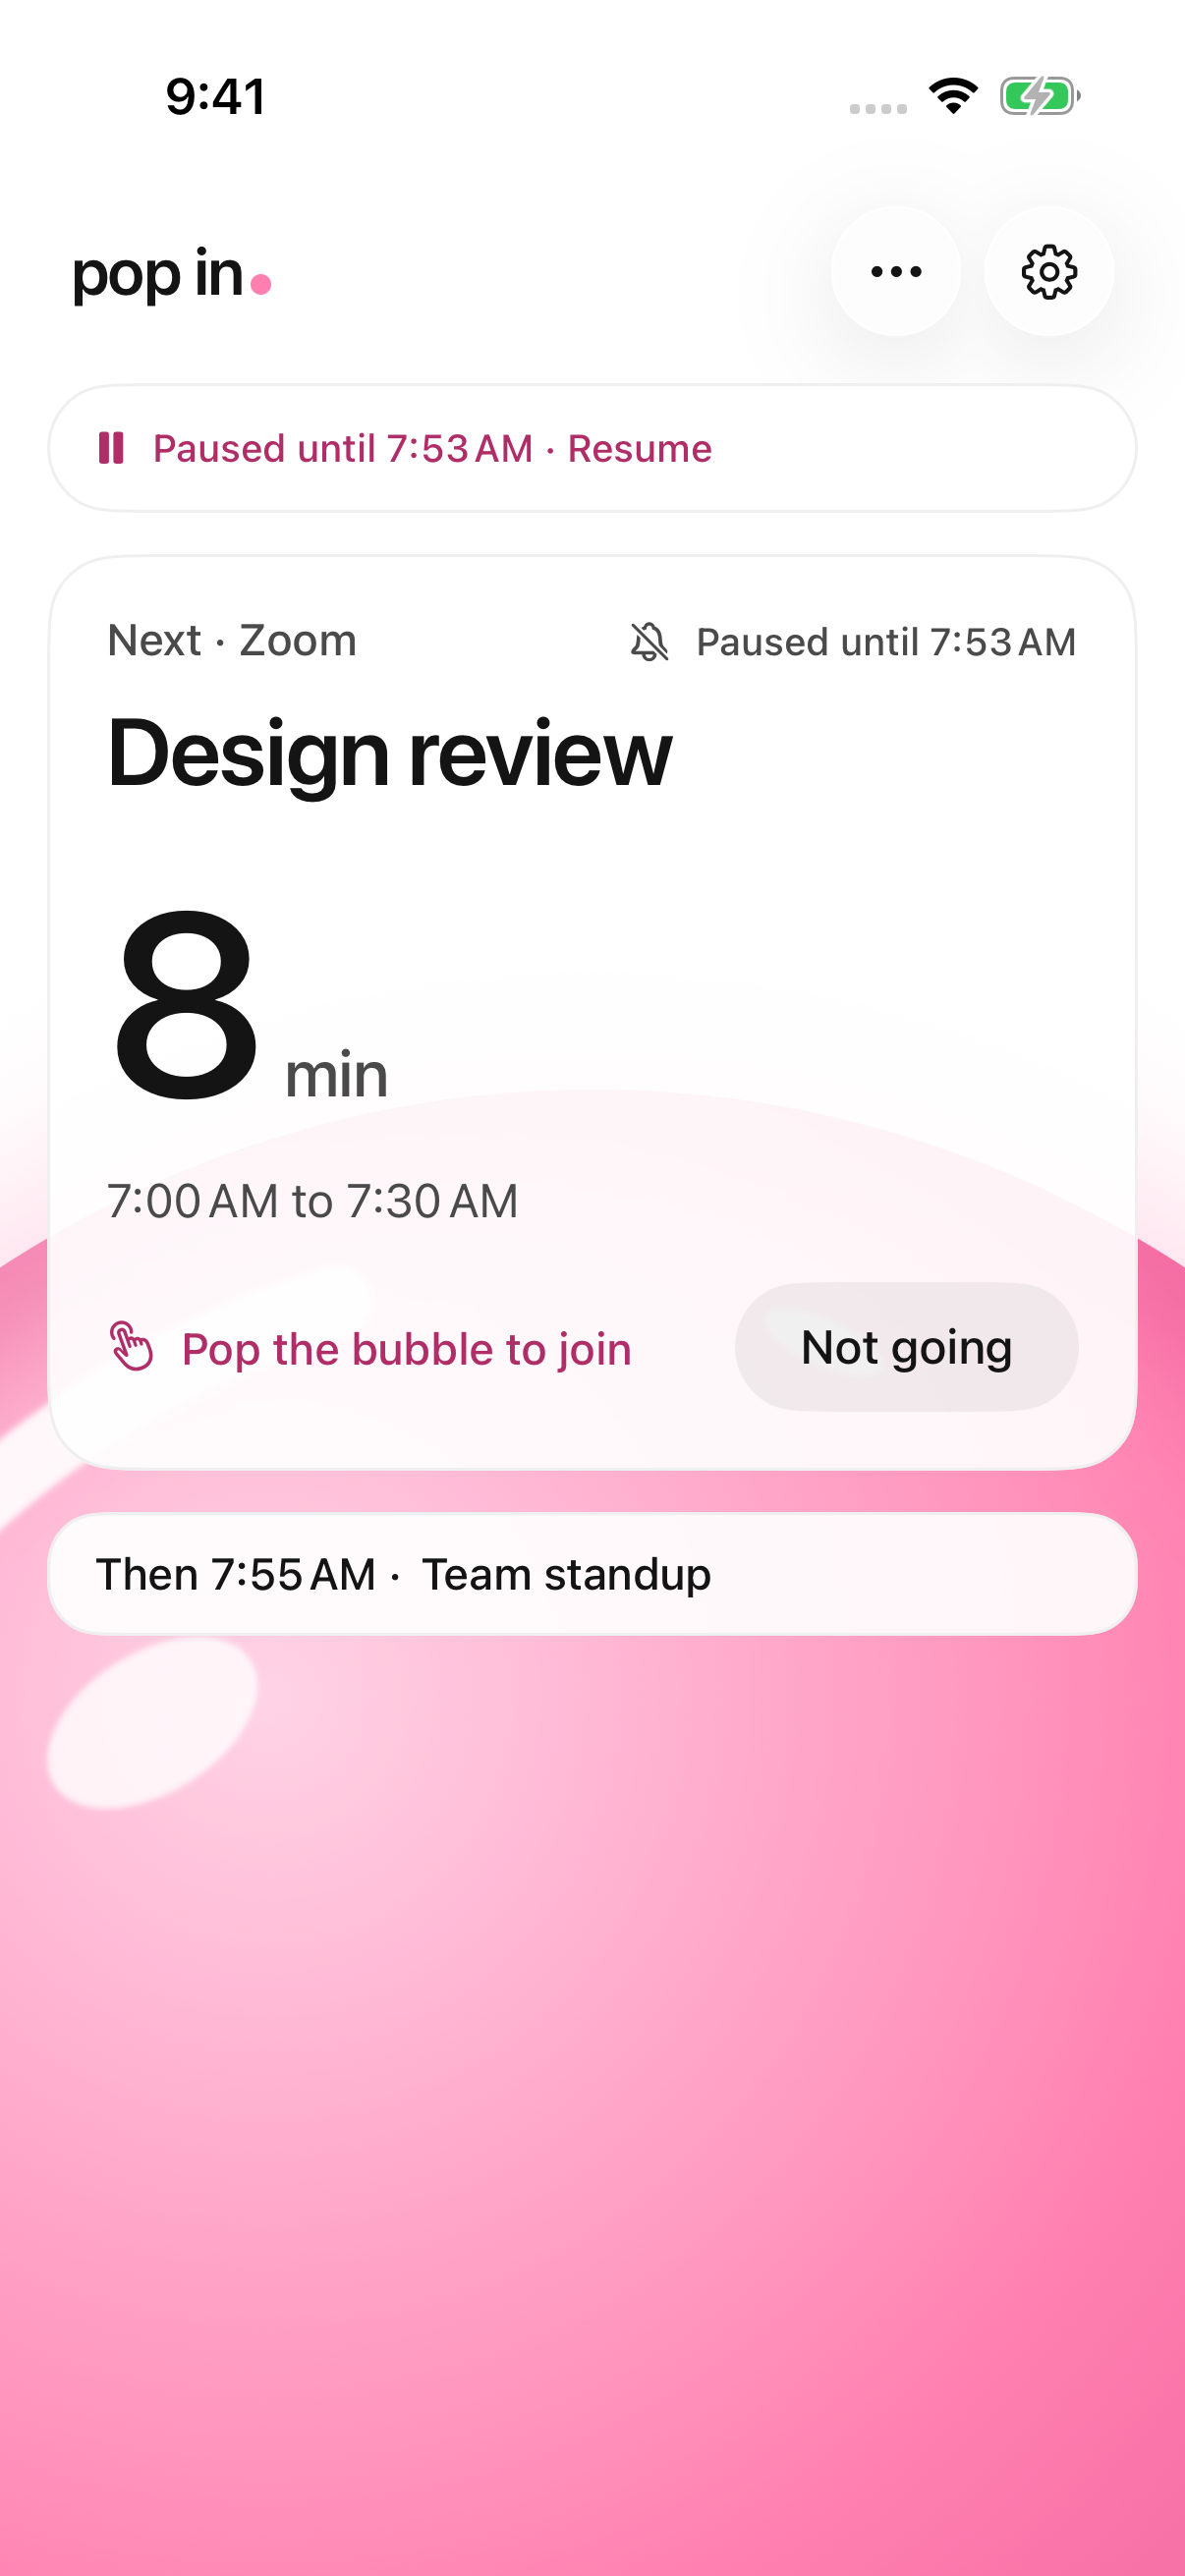 9:41
pop in
Paused until 7:53 AM · Resume
Next · Zoom
Paused until 7:53 AM
Design review
8 min
7:00 AM to 7:30 AM
Pop the bubble to join
Not going
Then 7:55 AM · Team standup